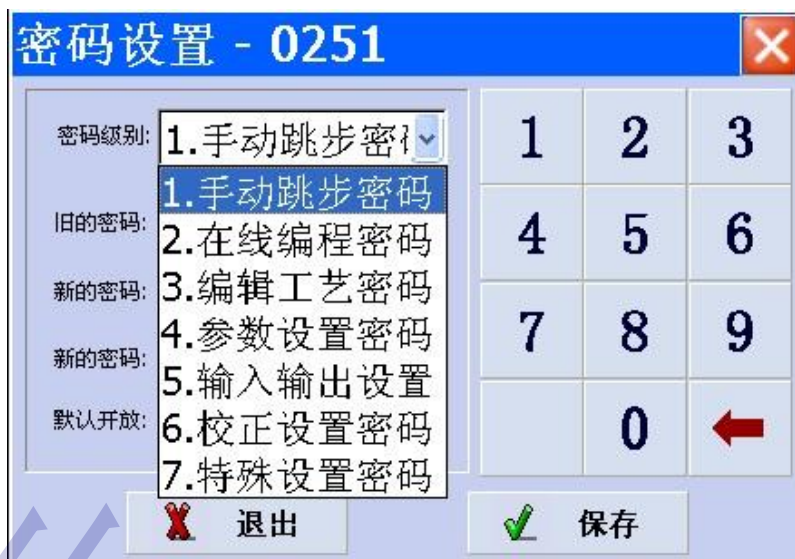 密码设置 - 0251
密码级别:
1.手动跳步密
1.手动跳步密码
2.在线编程密码
3.编辑工艺密码
4.参数设置密码
5.输入输出设置
6.校正设置密码
7.特殊设置密码
旧的密码:
新的密码:
新的密码:
默认开放:
1 2 3
4 5 6
7 8 9
0
退出
保存